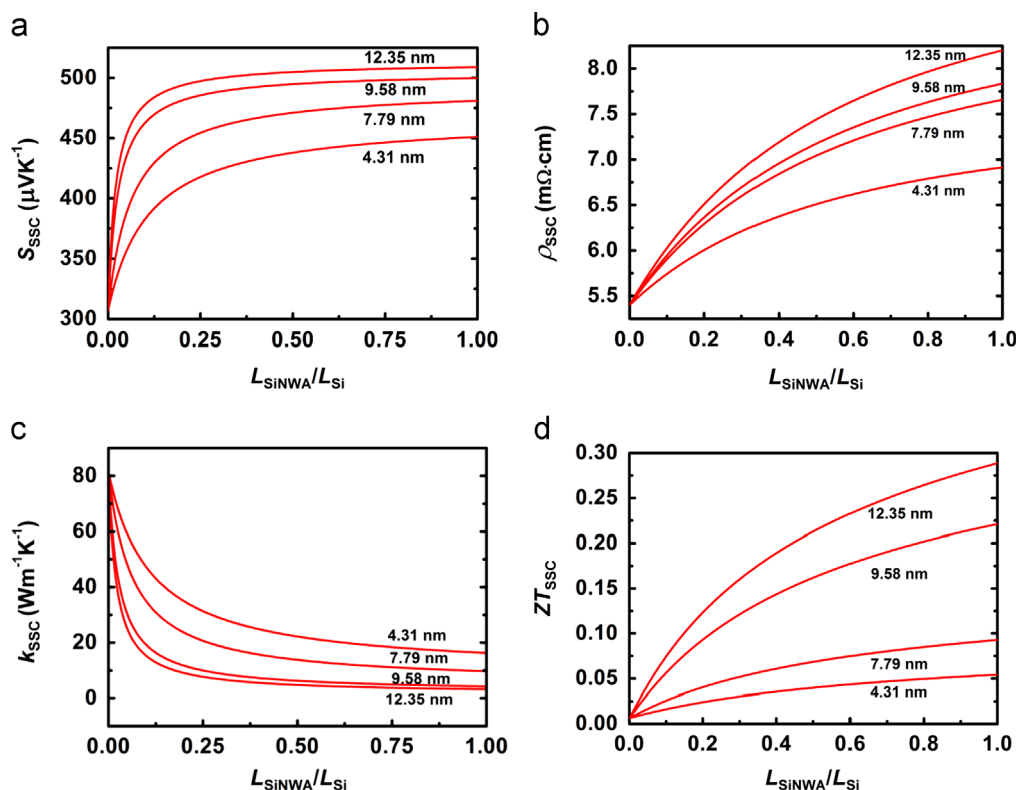 a
S_SSC (μVK⁻¹)
500
450
400
350
300
12.35 nm
9.58 nm
7.79 nm
4.31 nm
0.00 0.25 0.50 0.75 1.00
L_SiNWA/L_Si
b
ρ_SSC (mΩ·cm)
8.0
7.5
7.0
6.5
6.0
5.5
12.35 nm
9.58 nm
7.79 nm
4.31 nm
0.0 0.2 0.4 0.6 0.8 1.0
L_SiNWA/L_Si
c
k_SSC (Wm⁻¹K⁻¹)
80
60
40
20
0
4.31 nm
7.79 nm
9.58 nm
12.35 nm
0.00 0.25 0.50 0.75 1.00
L_SiNWA/L_Si
d
ZT_SSC
0.30
0.25
0.20
0.15
0.10
0.05
0.00
12.35 nm
9.58 nm
7.79 nm
4.31 nm
0.0 0.2 0.4 0.6 0.8 1.0
L_SiNWA/L_Si